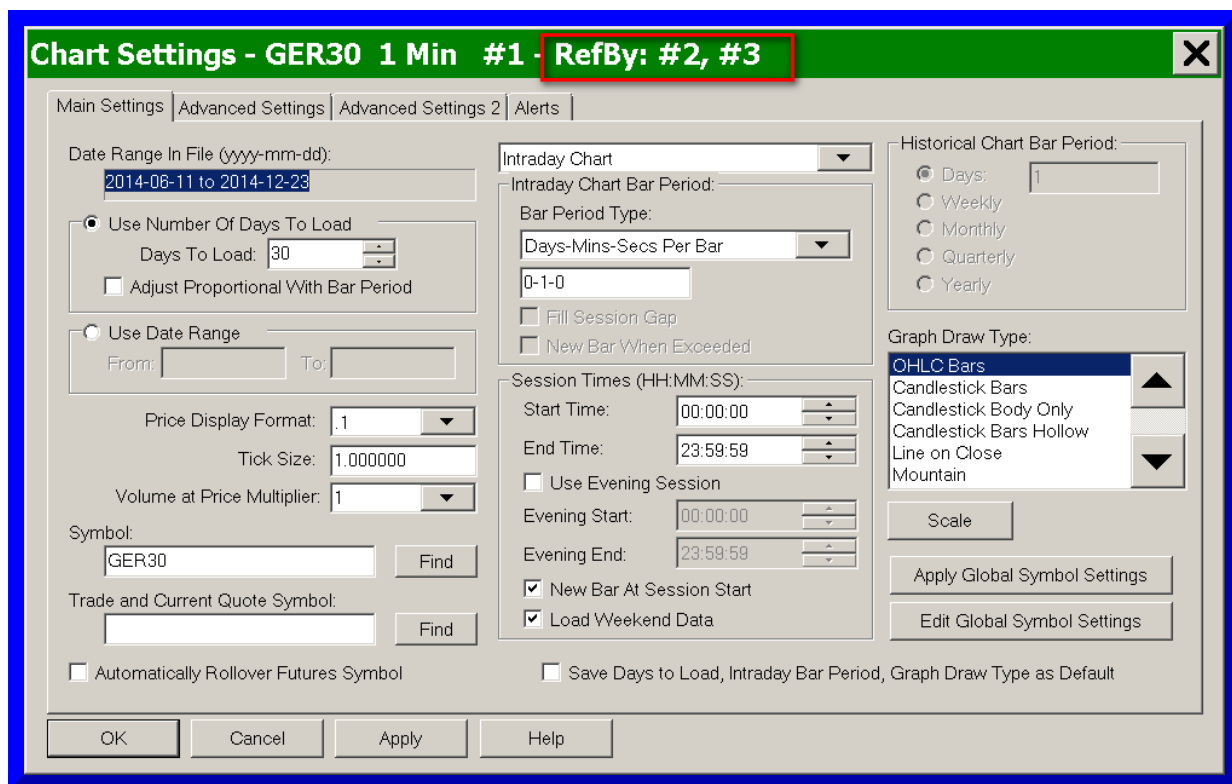 Chart Settings - GER30 1 Min #1 - RefBy: #2, #3
Main Settings Advanced Settings Advanced Settings 2 Alerts
Date Range In File (yyyy-mm-dd):
2014-06-11 to 2014-12-23
Use Number Of Days To Load
Days To Load: 30
Adjust Proportional With Bar Period
Use Date Range
From: To:
Price Display Format: .1
Tick Size: 1.000000
Volume at Price Multiplier: 1
Symbol:
GER30 Find
Trade and Current Quote Symbol:
Find
Automatically Rollover Futures Symbol
Intraday Chart
Intraday Chart Bar Period:
Bar Period Type:
Days-Mins-Secs Per Bar
0-1-0
Fill Session Gap
New Bar When Exceeded
Session Times (HH:MM:SS):
Start Time: 00:00:00
End Time: 23:59:59
Use Evening Session
Evening Start: 00:00:00
Evening End: 23:59:59
New Bar At Session Start
Load Weekend Data
Save Days to Load, Intraday Bar Period, Graph Draw Type as Default
Historical Chart Bar Period:
Days: 1
Weekly
Monthly
Quarterly
Yearly
Graph Draw Type:
OHLC Bars
Candlestick Bars
Candlestick Body Only
Candlestick Bars Hollow
Line on Close
Mountain
Scale
Apply Global Symbol Settings
Edit Global Symbol Settings
OK Cancel Apply Help